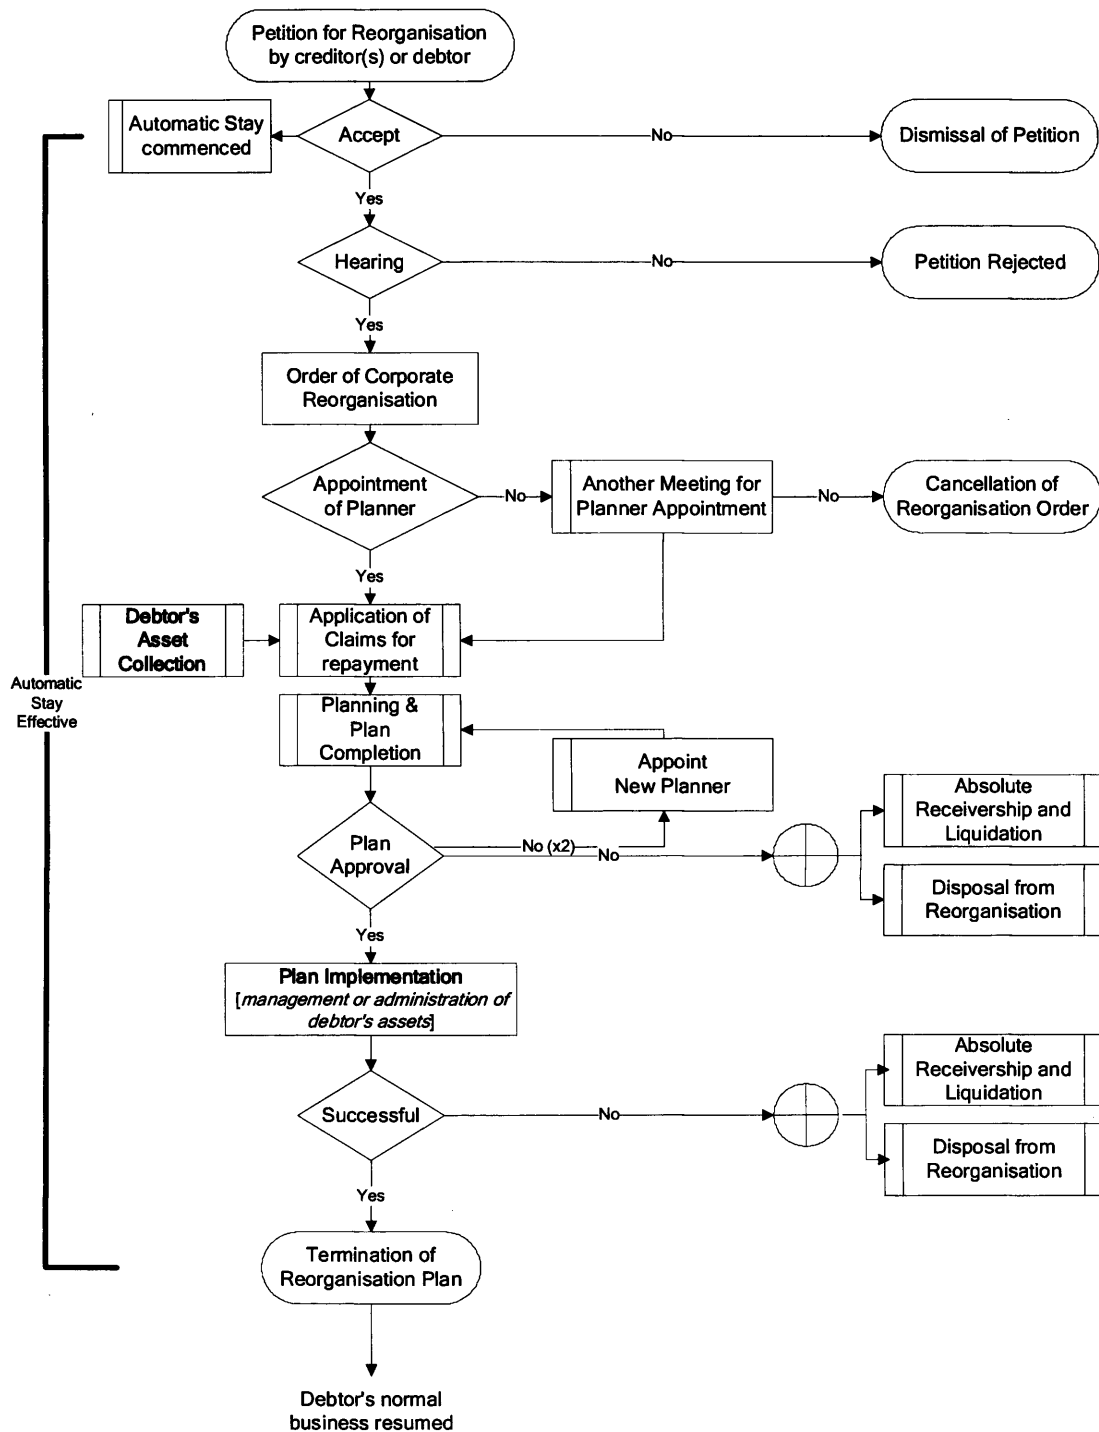 Petition for Reorganisation
by creditor(s) or debtor
Automatic Stay
commenced
Accept
No
Dismissal of Petition
Yes
Hearing
No
Petition Rejected
Yes
Order of Corporate
Reorganisation
Appointment
of Planner
No
Another Meeting for
Planner Appointment
No
Cancellation of
Reorganisation Order
Yes
Debtor's
Asset
Collection
Application of
Claims for
repayment
Automatic
Stay
Effective
Planning &
Plan
Completion
Appoint
New Planner
Absolute
Receivership and
Liquidation
Plan
Approval
No (x2)
No
Disposal from
Reorganisation
Yes
Plan Implementation
[management or administration of
debtor's assets]
Absolute
Receivership and
Liquidation
Successful
No
Disposal from
Reorganisation
Yes
Termination of
Reorganisation Plan
Debtor's normal
business resumed